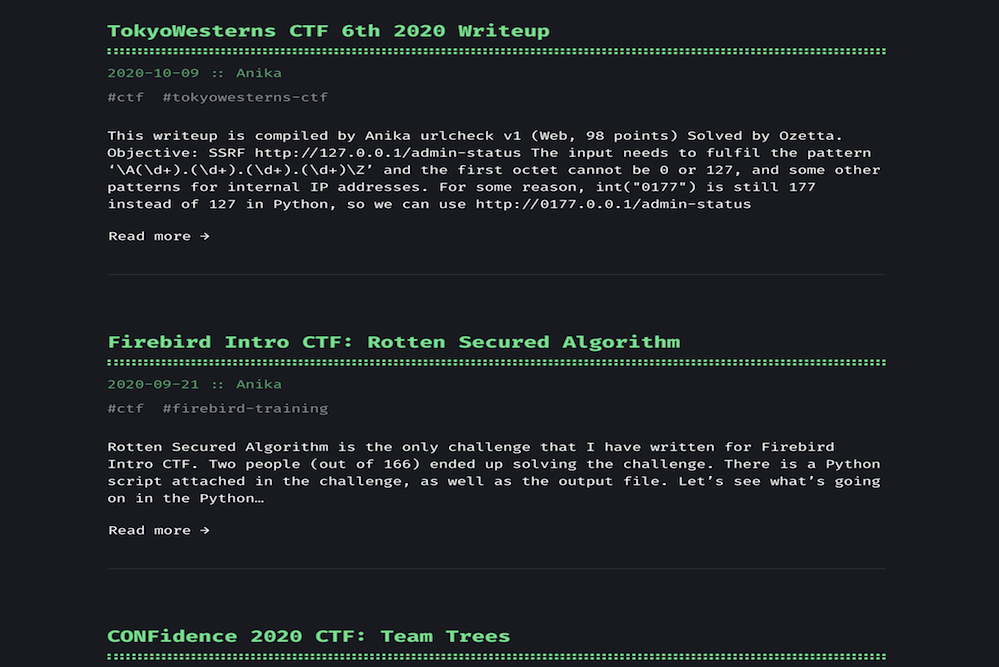 TokyoWesterns CTF 6th 2020 Writeup
2020-10-09 :: Anika
#ctf #tokyowesterns-ctf
This writeup is compiled by Anika urlcheck v1 (Web, 98 points) Solved by Ozetta.
Objective: SSRF http://127.0.0.1/admin-status The input needs to fulfil the pattern
‘\A(\d+).(\d+).(\d+).(\d+)\Z’ and the first octet cannot be 0 or 127, and some other
patterns for internal IP addresses. For some reason, int("0177") is still 177
instead of 127 in Python, so we can use http://0177.0.0.1/admin-status
Read more →
Firebird Intro CTF: Rotten Secured Algorithm
2020-09-21 :: Anika
#ctf #firebird-training
Rotten Secured Algorithm is the only challenge that I have written for Firebird
Intro CTF. Two people (out of 166) ended up solving the challenge. There is a Python
script attached in the challenge, as well as the output file. Let’s see what’s going
on in the Python…
Read more →
CONFidence 2020 CTF: Team Trees